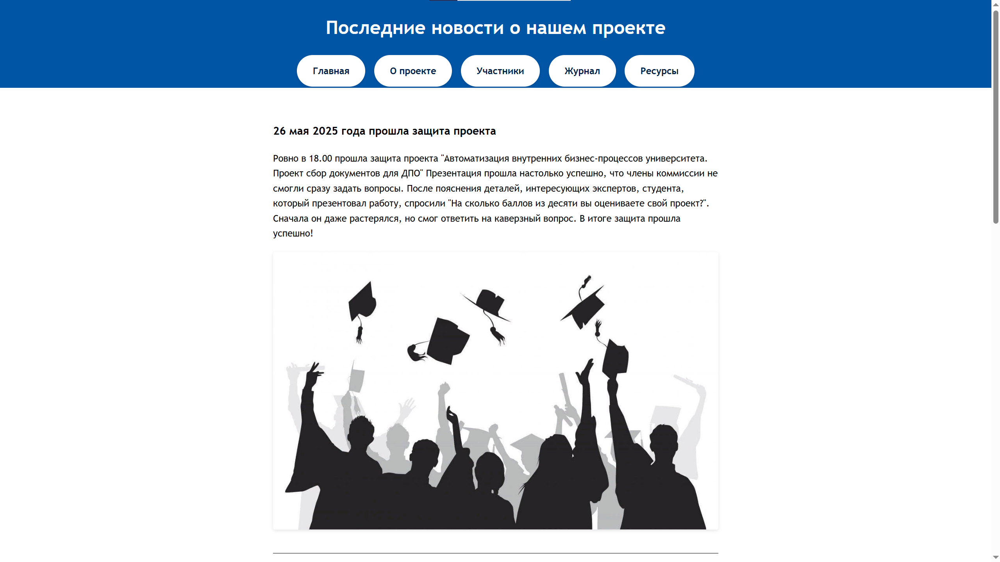 Последние новости о нашем проекте
Главная
О проекте
Участники
Журнал
Ресурсы
26 мая 2025 года прошла защита проекта
Ровно в 18.00 прошла защита проекта "Автоматизация внутренних бизнес-процессов университета.
Проект сбор документов для ДПО" Презентация прошла настолько успешно, что члены коммиссии не
смогли сразу задать вопросы. После пояснения деталей, интересующих экспертов, студента,
который презентовал работу, спросили "На сколько баллов из десяти вы оцениваете свой проект?".
Сначала он даже растерялся, но смог ответить на каверзный вопрос. В итоге защита прошла
успешно!